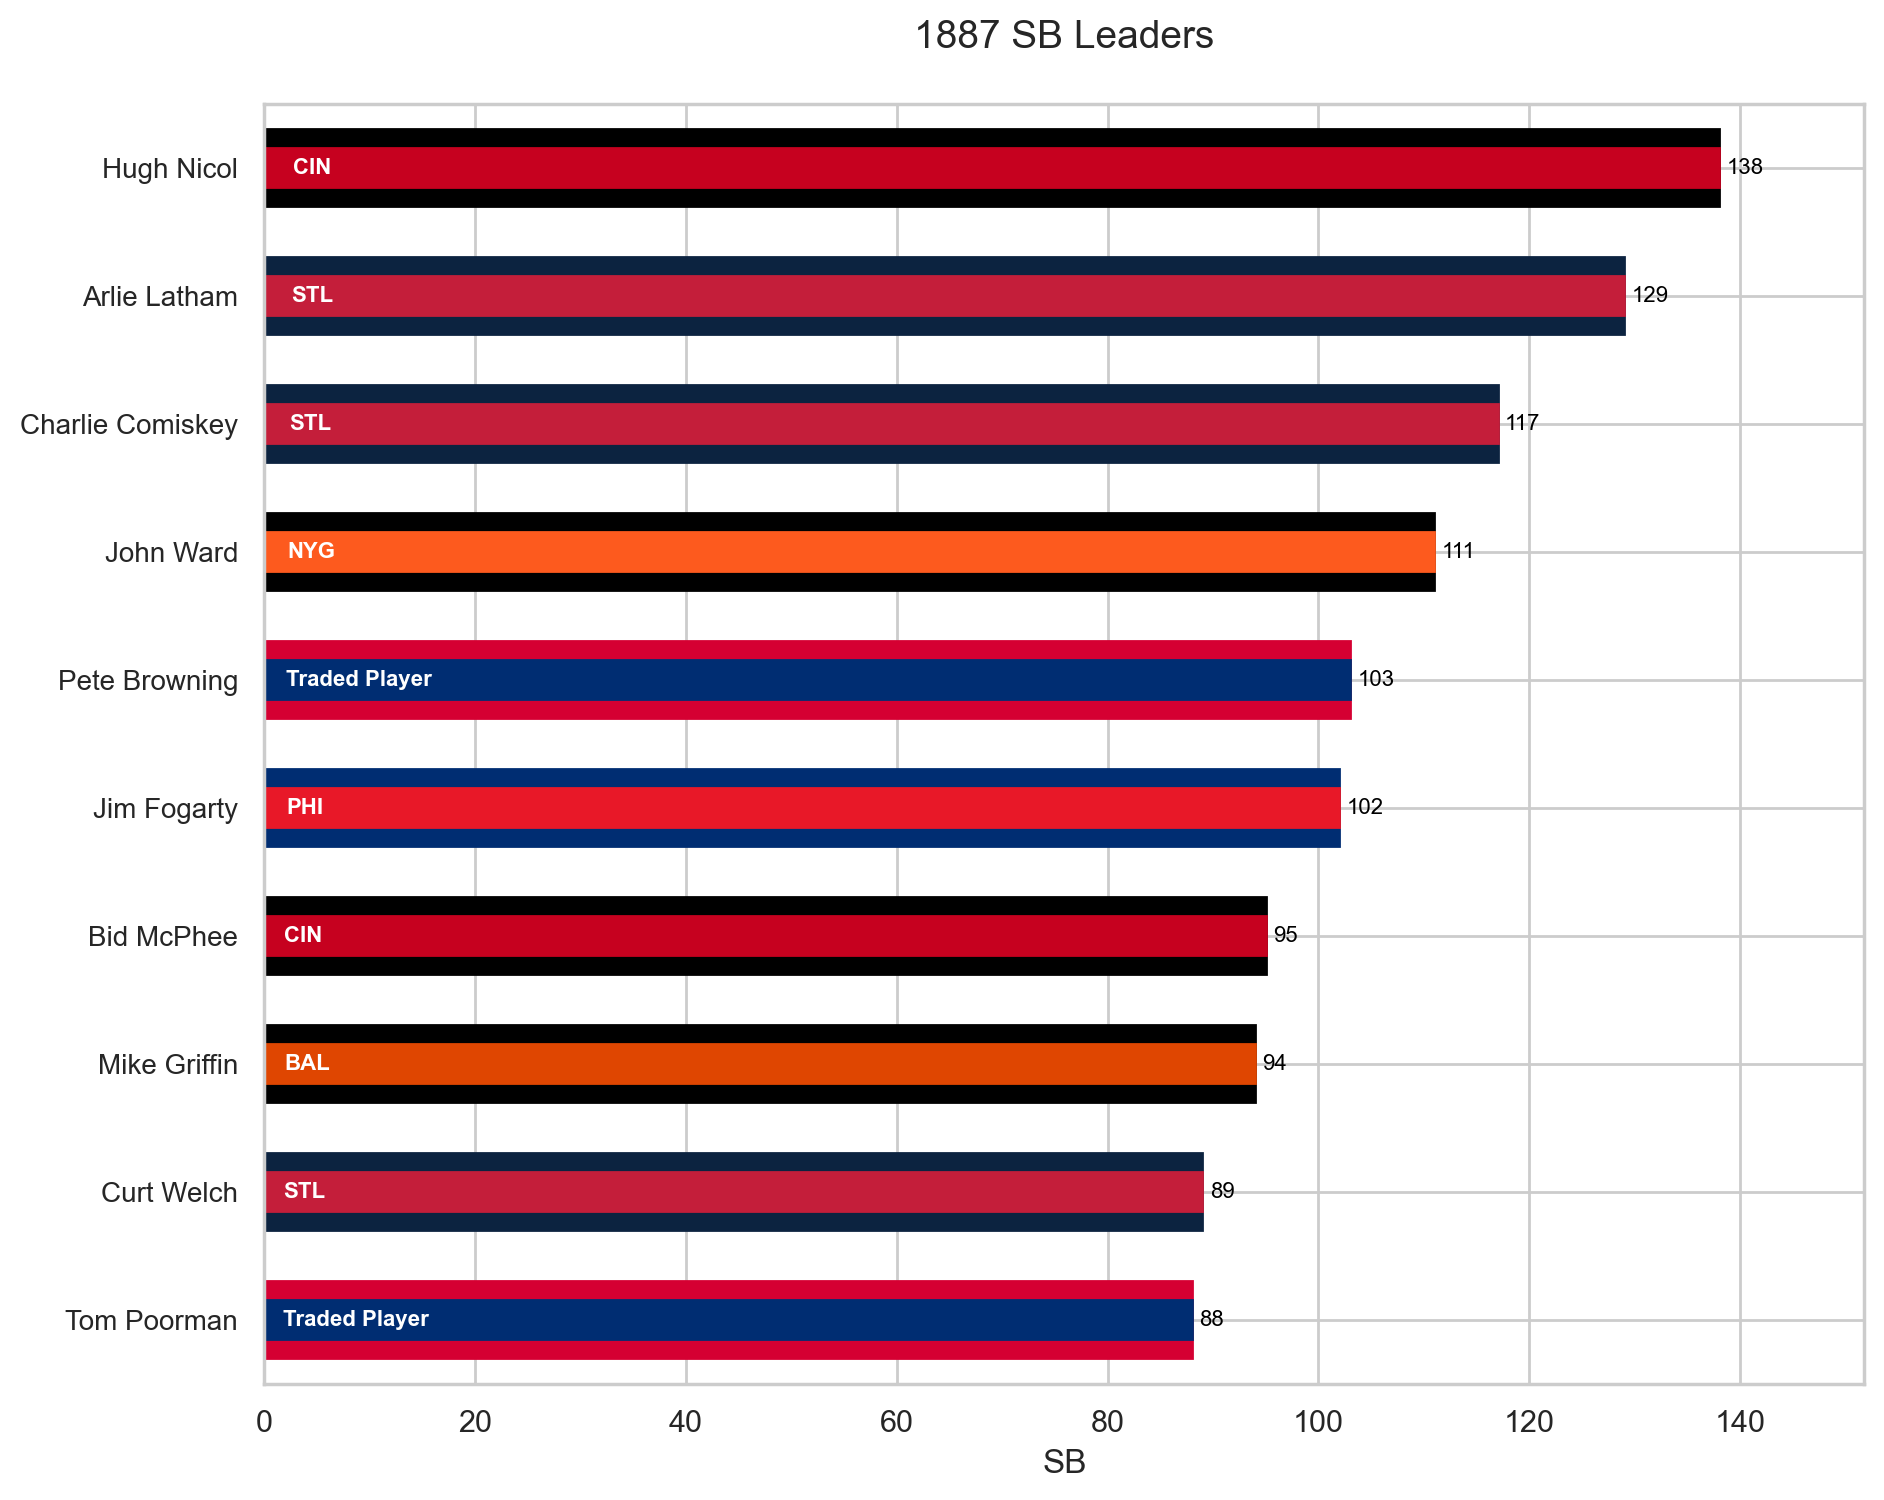 1887 SB Leaders
Hugh Nicol
CIN
138
Arlie Latham
STL
129
Charlie Comiskey
STL
117
John Ward
NYG
111
Pete Browning
Traded Player
103
Jim Fogarty
PHI
102
Bid McPhee
CIN
95
Mike Griffin
BAL
94
Curt Welch
STL
89
Tom Poorman
Traded Player
88
0 20 40 60 80 100 120 140
SB